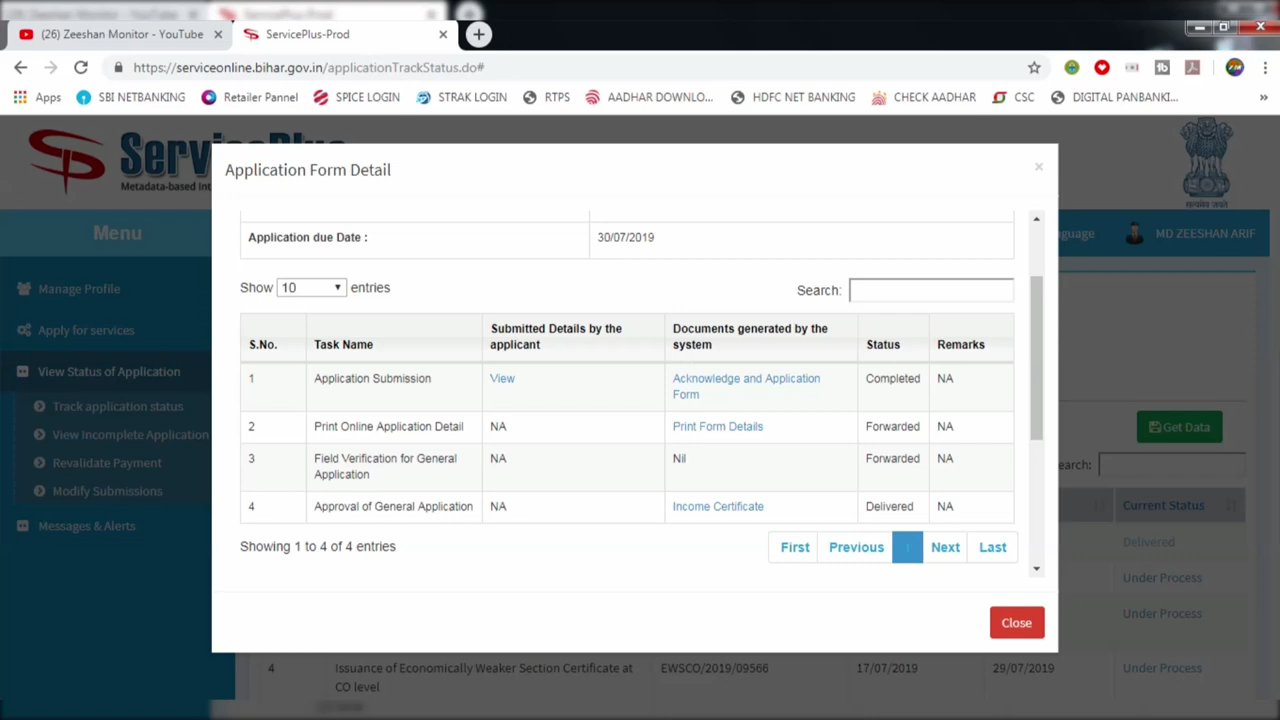 (26) Zeeshan Monitor - YouTube
ServicePlus-Prod
https://serviceonline.bihar.gov.in/applicationTrackStatus.do#
Apps SBI NETBANKING Retailer Pannel SPICE LOGIN STRAK LOGIN RTPS AADHAR DOWNLO... HDFC NET BANKING CHECK AADHAR CSC DIGITAL PANBANKI... »
Metadata-based
Menu
MD ZEESHAN ARIF
Manage Profile
Apply for services
View Status of Application
Track application status
View Incomplete Application
Revalidate Payment
Modify Submissions
Messages & Alerts
Application Form Detail ×
Application due Date : 30/07/2019
Show 10 entries Search:
S.No. Task Name Submitted Details by the applicant Documents generated by the system Status Remarks
1 Application Submission View Acknowledge and Application Form Completed NA
2 Print Online Application Detail NA Print Form Details Forwarded NA
3 Field Verification for General Application NA Nil Forwarded NA
4 Approval of General Application NA Income Certificate Delivered NA
Showing 1 to 4 of 4 entries First Previous 1 Next Last
Close
Get Data
Current Status
Delivered
Under Process
Under Process
4 Issuance of Economically Weaker Section Certificate at CO level EWSCO/2019/09566 17/07/2019 29/07/2019 Under Process